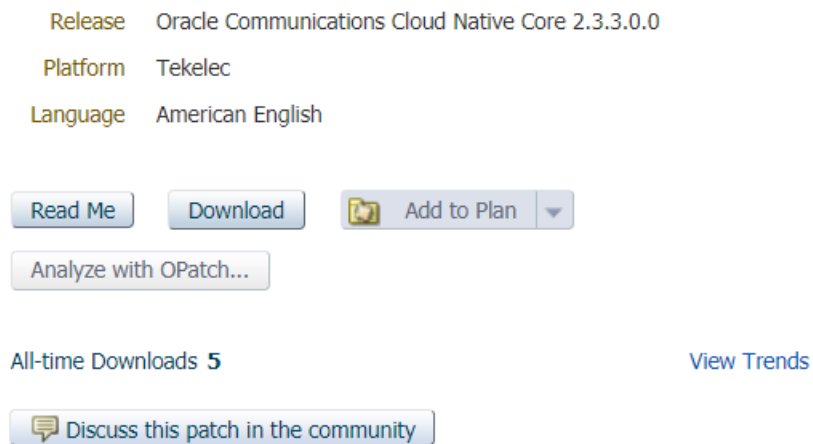 Release Oracle Communications Cloud Native Core 2.3.3.0.0
Platform Tekelec
Language American English
Read Me Download Add to Plan
Analyze with OPatch...
All-time Downloads 5 View Trends
Discuss this patch in the community